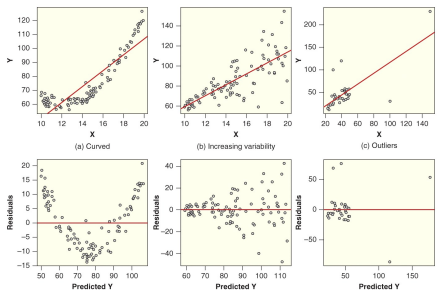 120
110
100
90
80
70
60
Y
10 12 14 16 18 20
X
(a) Curved
140
120
100
80
60
Y
10 12 14 16 18 20
X
(b) Increasing variability
200
150
100
50
Y
20 40 60 80 100 140
X
(c) Outliers
20
15
10
5
0
−5
−10
−15
Residuals
50 60 70 80 90 100
Predicted Y
40
20
0
−20
−40
Residuals
60 70 80 90 100 110
Predicted Y
50
0
−50
Residuals
50 100 150
Predicted Y